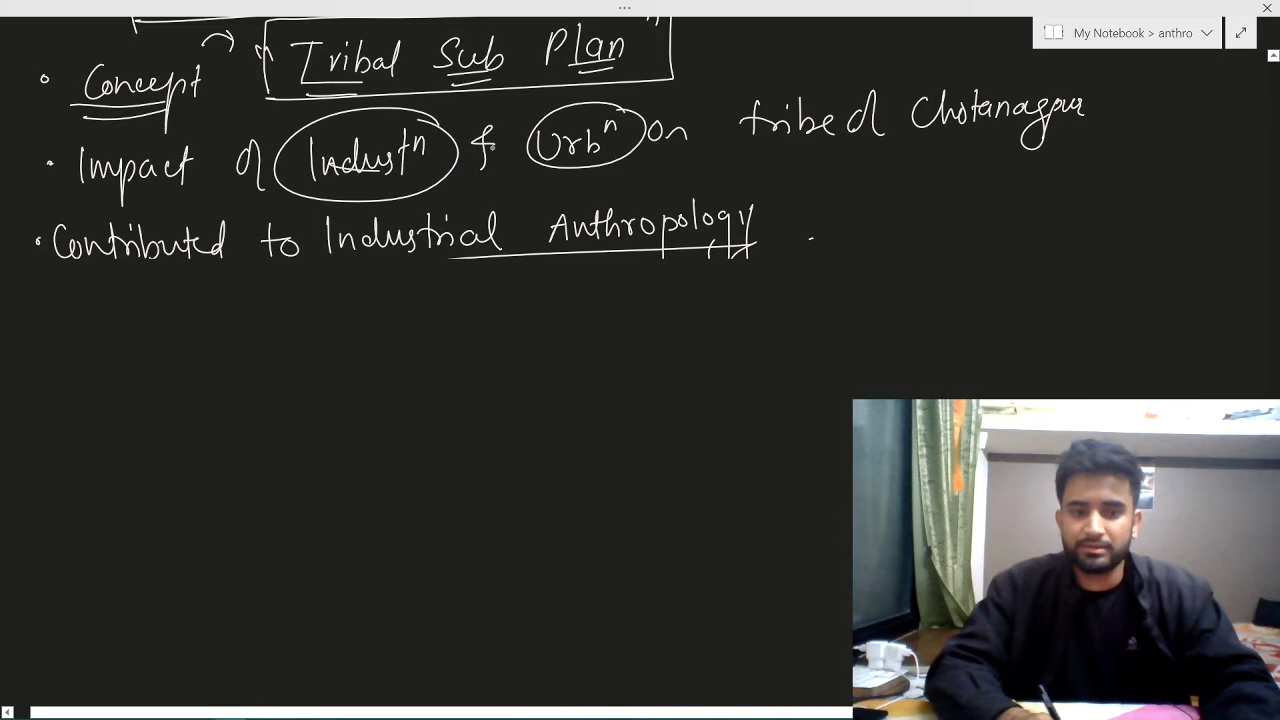 My Notebook > anthro
• Concept → "Tribal Sub Plan"
• Impact of Industⁿ & Urbⁿ on tribe of Chotanagpur
• Contributed to Industrial Anthropology.